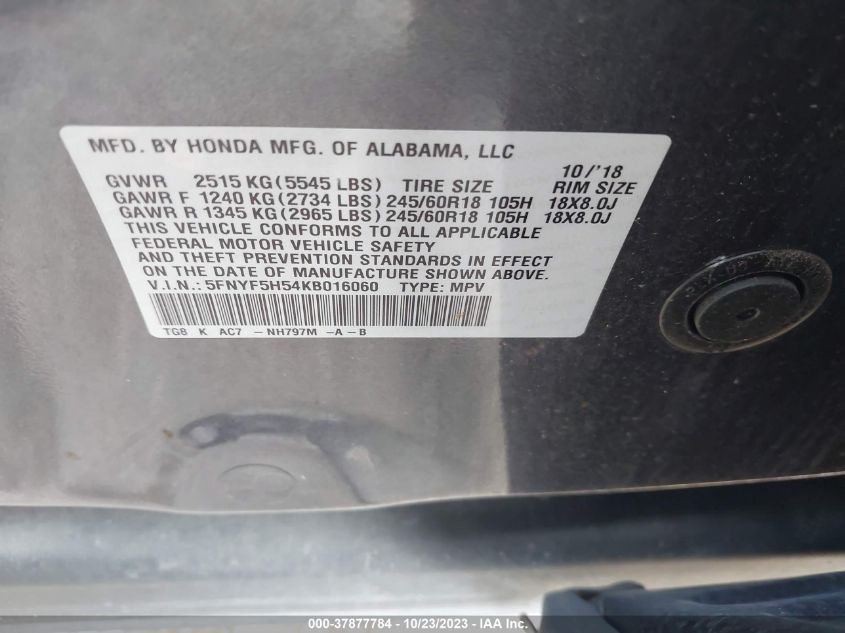 MFD. BY HONDA MFG. OF ALABAMA, LLC
10/'18
GVWR 2515 KG(5545 LBS) TIRE SIZE RIM SIZE
GAWR F 1240 KG(2734 LBS)245/60R18 105H 18X8.0J
GAWR R 1345 KG(2965 LBS)245/60R18 105H 18X8.0J
THIS VEHICLE CONFORMS TO ALL APPLICABLE
FEDERAL MOTOR VEHICLE SAFETY
AND THEFT PREVENTION STANDARDS IN EFFECT
ON THE DATE OF MANUFACTURE SHOWN ABOVE.
V.I.N.: 5FNYF5H54KB016060 TYPE: MPV
TG8 K AC7 -NH797M -A-B
000-37877784 - 10/23/2023 - IAA Inc.